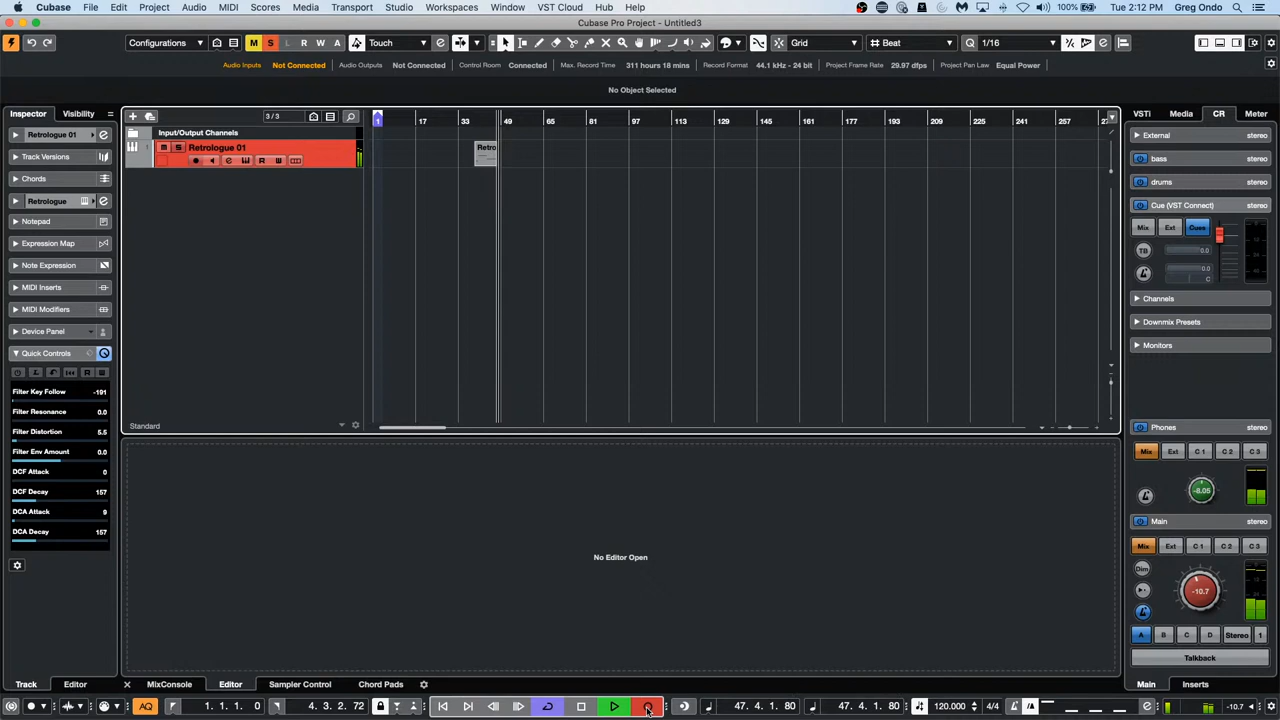 Cubase File Edit Project Audio MIDI Scores Media Transport Studio Workspaces Window VST Cloud Hub Help 100% Tue 2:12 PM Greg Ondo
Cubase Pro Project - Untitled3
Configurations M S L R W A Touch Grid Beat Q 1/16
Audio Inputs Not Connected Audio Outputs Not Connected Control Room Connected Max. Record Time 311 hours 18 mins Record Format 44.1 kHz - 24 bit Project Frame Rate 29.97 dfps Project Pan Law Equal Power
No Object Selected
Inspector Visibility
Retrologue 01
Track Versions
Chords
Retrologue
Notepad
Expression Map
Note Expression
MIDI Inserts
MIDI Modifiers
Device Panel
Quick Controls
Filter Key Follow -191
Filter Resonance 0.0
Filter Distortion 5.5
Filter Env Amount 0.0
DCF Attack 0
DCF Decay 157
DCA Attack 9
DCA Decay 157
3/3
1 17 33 49 65 81 97 113 129 145 161 177 193 209 225 241 257
Input/Output Channels
1 m S Retrologue 01
R W
Retro
Standard
No Editor Open
VSTi Media CR Meter
External
bass stereo
drums stereo
Cue (VST Connect) stereo
Mix Ext Cues
TB 0.0
0.0
C
Channels
Downmix Presets
Monitors
Phones stereo
Mix Ext C 1 C 2 C 3
-8.05
Main stereo
Mix Ext C 1 C 2 C 3
Dim
-10.7
A B C D Stereo 1
Talkback
Track Editor MixConsole Editor Sampler Control Chord Pads Main Inserts
AQ 1. 1. 1. 0 4. 3. 2. 72 47. 4. 1. 80 47. 4. 1. 80 120.000 4/4